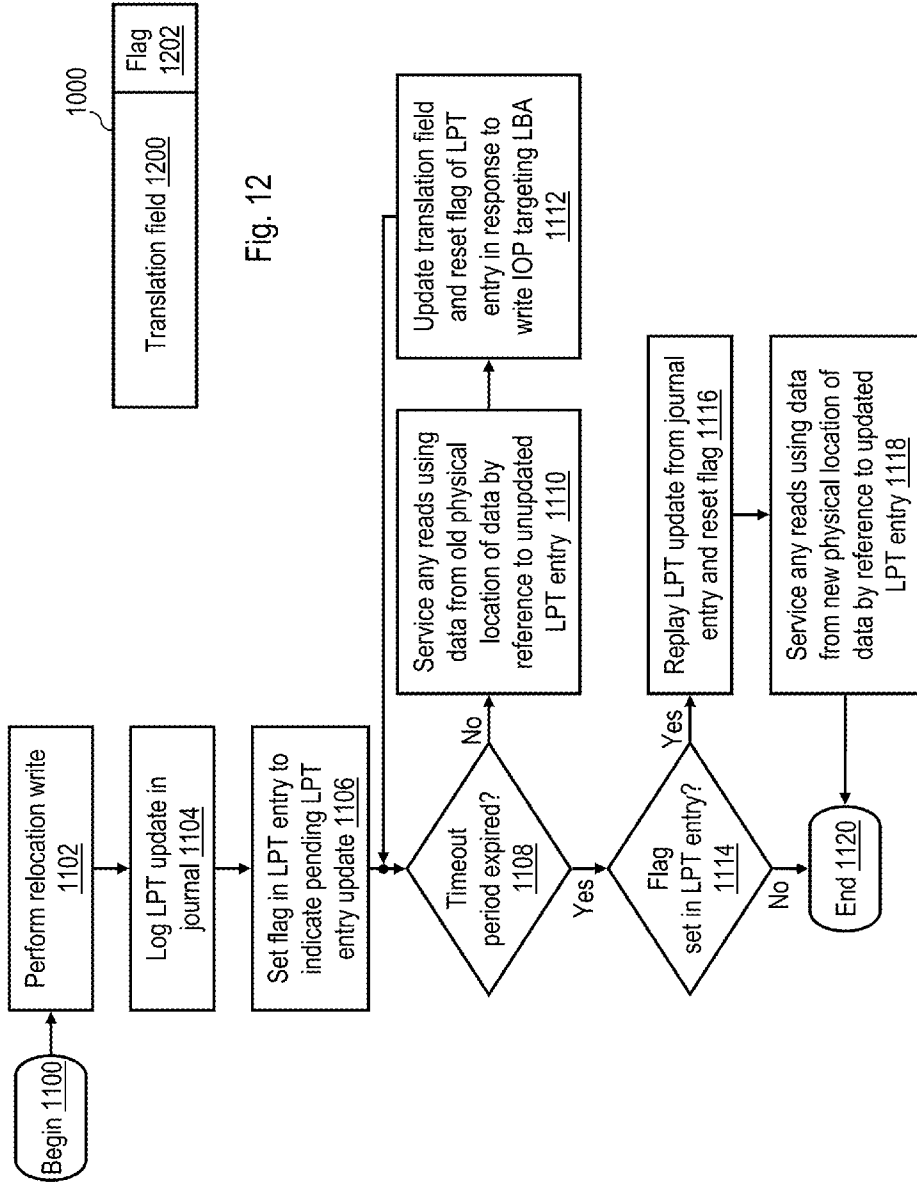 Begin 1100
Perform relocation write
1102
Log LPT update in
journal 1104
Set flag in LPT entry to
indicate pending LPT
entry update 1106
Timeout
period expired?
1108
No
Yes
Service any reads using
data from old physical
location of data by
reference to unupdated
LPT entry 1110
Update translation field
and reset flag of LPT
entry in response to
write IOP targeting LBA
1112
Flag
set in LPT entry?
1114
Yes
No
Replay LPT update from journal
entry and reset flag 1116
Service any reads using data
from new physical location of
data by reference to updated
LPT entry 1118
End 1120
1000
Translation field 1200
Flag
1202
Fig. 12